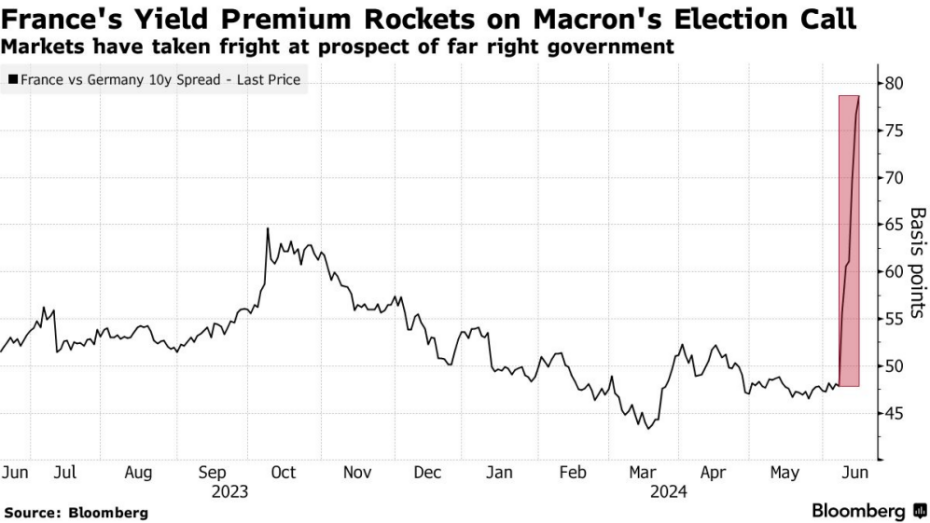 France's Yield Premium Rockets on Macron's Election Call
Markets have taken fright at prospect of far right government
France vs Germany 10y Spread - Last Price
80
75
70
65
60
55
50
45
Basis points
Jun Jul Aug Sep Oct Nov Dec Jan Feb Mar Apr May Jun
2023 2024
Source: Bloomberg
Bloomberg